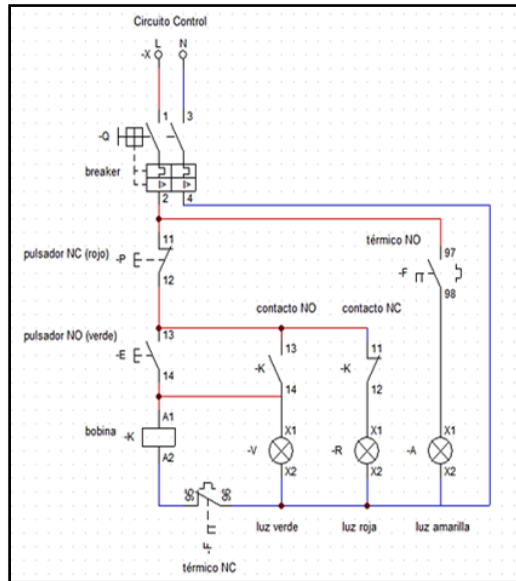 Circuito Control
L N
-X
1 3
-Q
breaker
I> I>
2 4
11
térmico NO
97
pulsador NC (rojo)
-P
-F
12
98
contacto NO
contacto NC
pulsador NO (verde)
13
13
11
-E
-K
-K
14
14
12
A1
X1
X1
X1
bobina
-K
-V
-R
-A
A2
X2
X2
X2
95 96
luz verde
luz roja
luz amarilla
-F
térmico NC